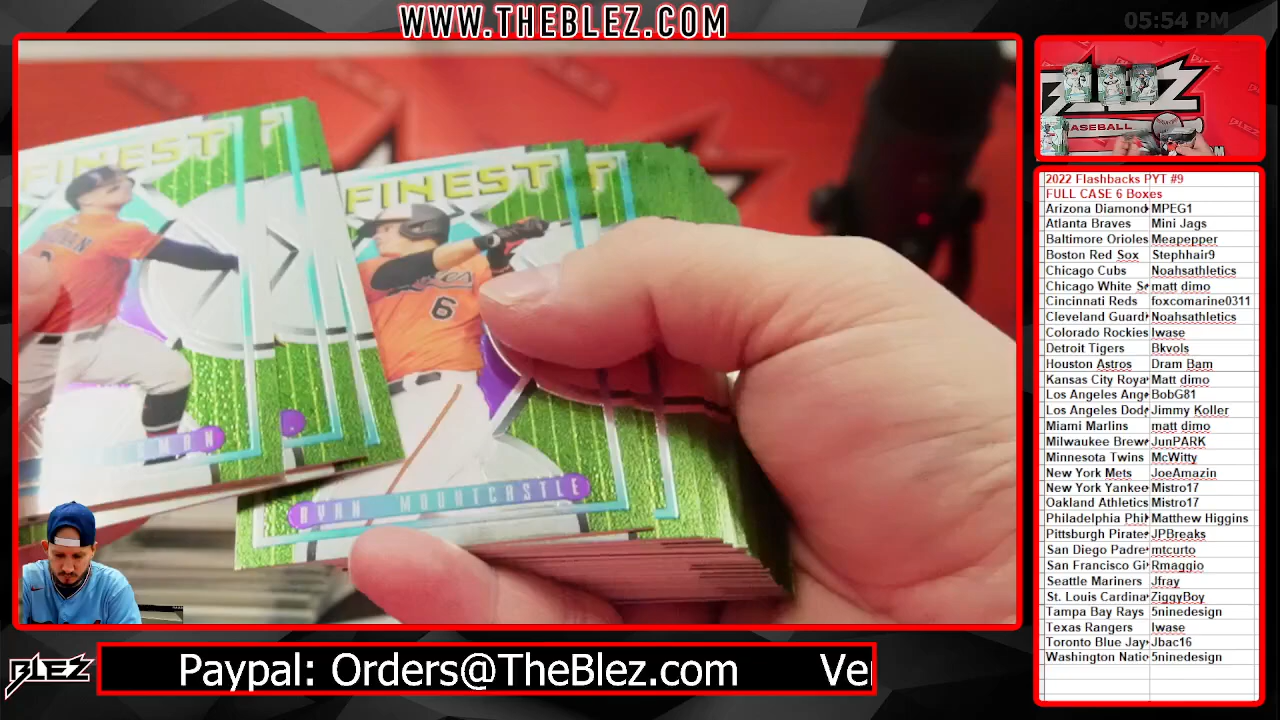 WWW.THEBLEZ.COM
05:54 PM
FINEST
FINEST
6
RYAN MOUNTCASTLE
BLEZ
BASEBALL
2022 Flashbacks PYT #9
FULL CASE 6 Boxes
Arizona Diamond MPEG1
Atlanta Braves Mini Jags
Baltimore Orioles Meapepper
Boston Red Sox Stephhair9
Chicago Cubs Noahsathletics
Chicago White S matt dimo
Cincinnati Reds foxcomarine0311
Cleveland Guard Noahsathletics
Colorado Rockies Iwase
Detroit Tigers Bkvols
Houston Astros Dram Bam
Kansas City Roya Matt dimo
Los Angeles Ang BobG81
Los Angeles Dod Jimmy Koller
Miami Marlins matt dimo
Milwaukee Brew JunPARK
Minnesota Twins McWitty
New York Mets JoeAmazin
New York Yankee Mistro17
Oakland Athletics Mistro17
Philadelphia Phi Matthew Higgins
Pittsburgh Pirate JPBreaks
San Diego Padre mtcurto
San Francisco Gi Rmaggio
Seattle Mariners Jfray
St. Louis Cardina ZiggyBoy
Tampa Bay Rays 5ninedesign
Texas Rangers Iwase
Toronto Blue Jay Jbac16
Washington Natio 5ninedesign
BLEZ
Paypal: Orders@TheBlez.com Ve